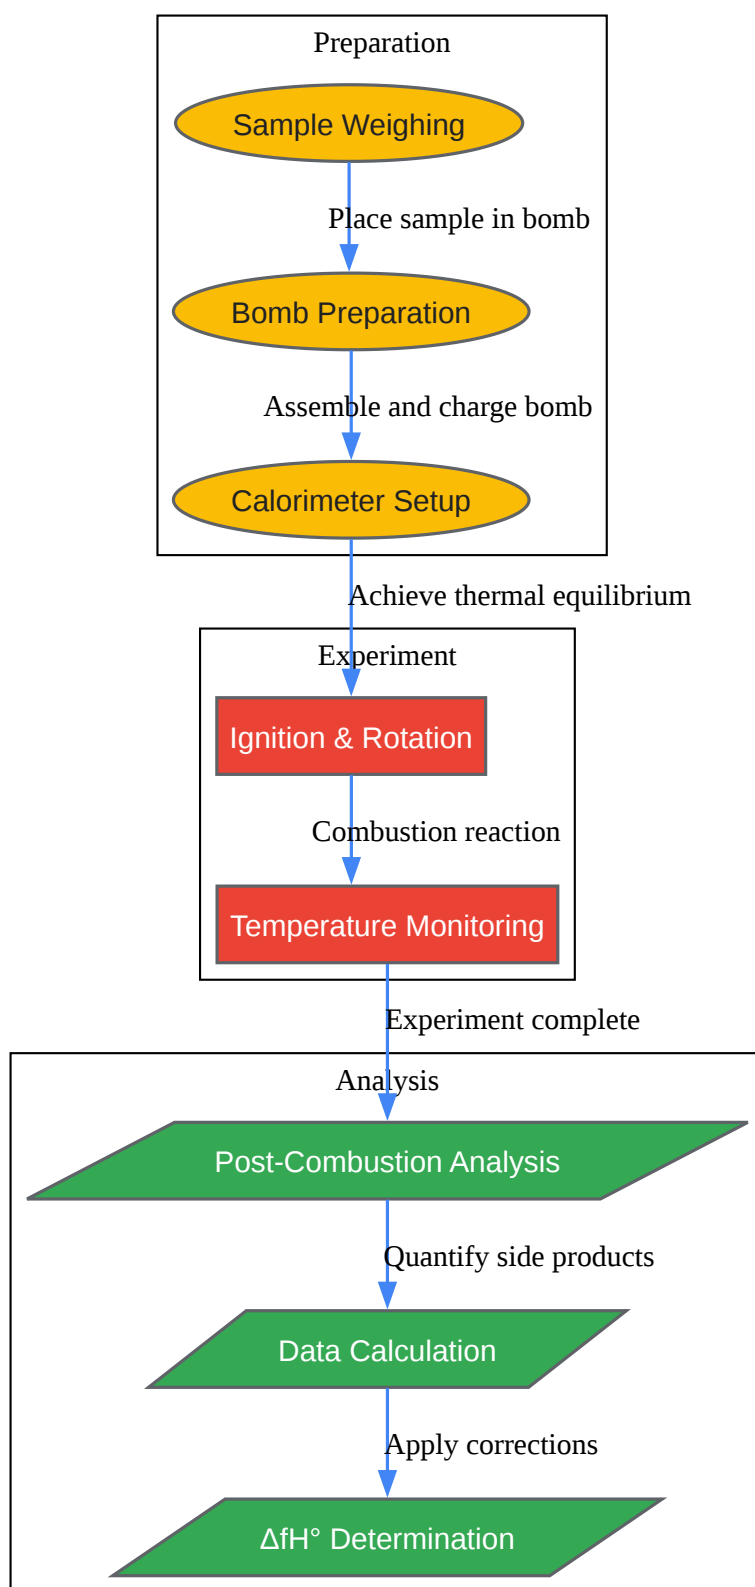 Preparation
Sample Weighing
Place sample in bomb
Bomb Preparation
Assemble and charge bomb
Calorimeter Setup
Achieve thermal equilibrium
Experiment
Ignition & Rotation
Combustion reaction
Temperature Monitoring
Experiment complete
Analysis
Post-Combustion Analysis
Quantify side products
Data Calculation
Apply corrections
ΔfH° Determination